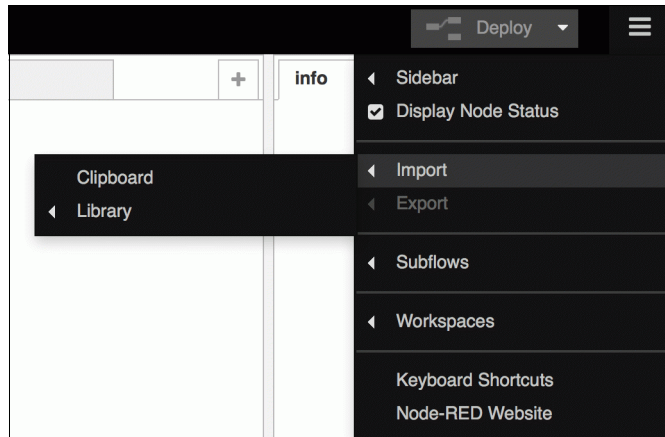 Deploy
+
info
Sidebar
Display Node Status
Import
Export
Clipboard
Library
Subflows
Workspaces
Keyboard Shortcuts
Node-RED Website